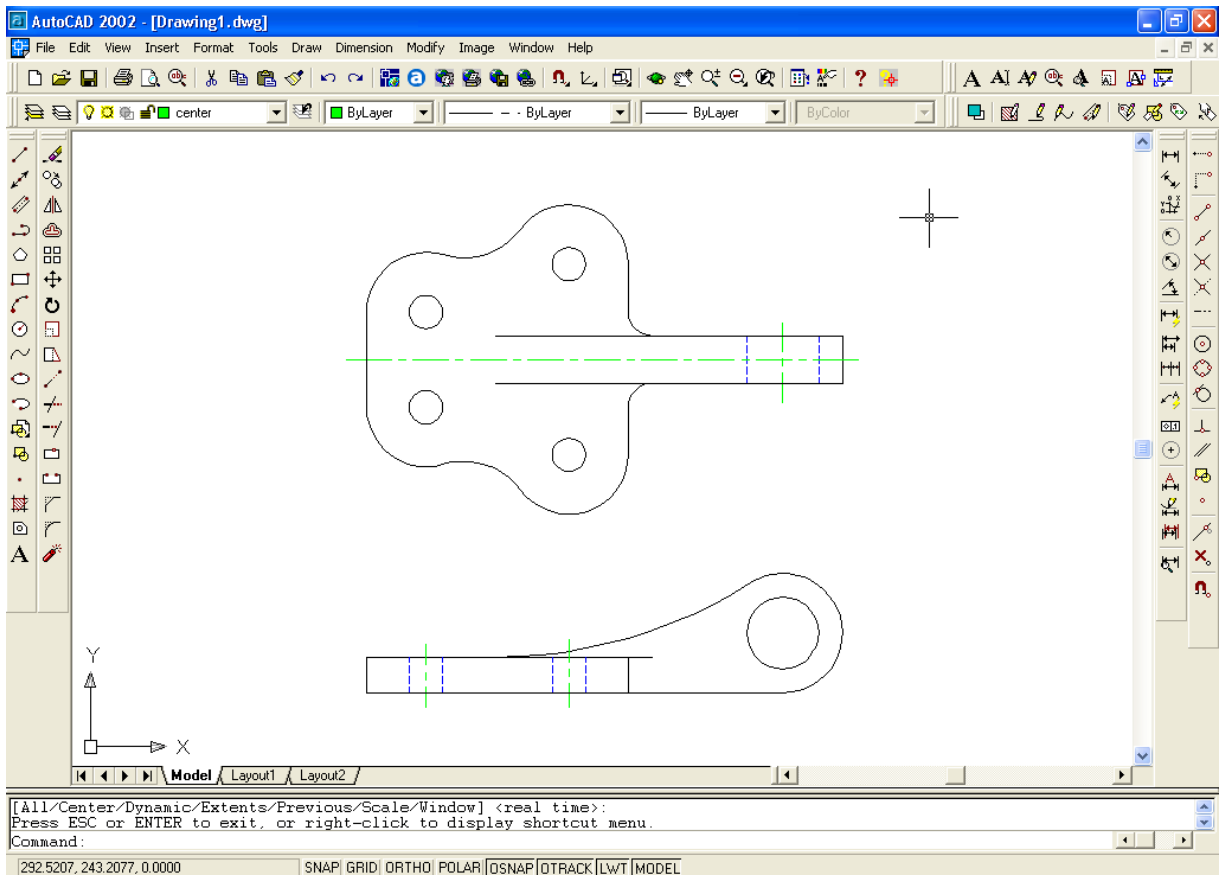 AutoCAD 2002 - [Drawing1.dwg]
File Edit View Insert Format Tools Draw Dimension Modify Image Window Help
center ByLayer ByLayer ByLayer ByColor
Y
X
Model Layout1 Layout2
[All/Center/Dynamic/Extents/Previous/Scale/Window] <real time>:
Press ESC or ENTER to exit, or right-click to display shortcut menu.
Command:
292.5207, 243.2077, 0.0000 SNAP GRID ORTHO POLAR OSNAP OTRACK LWT MODEL